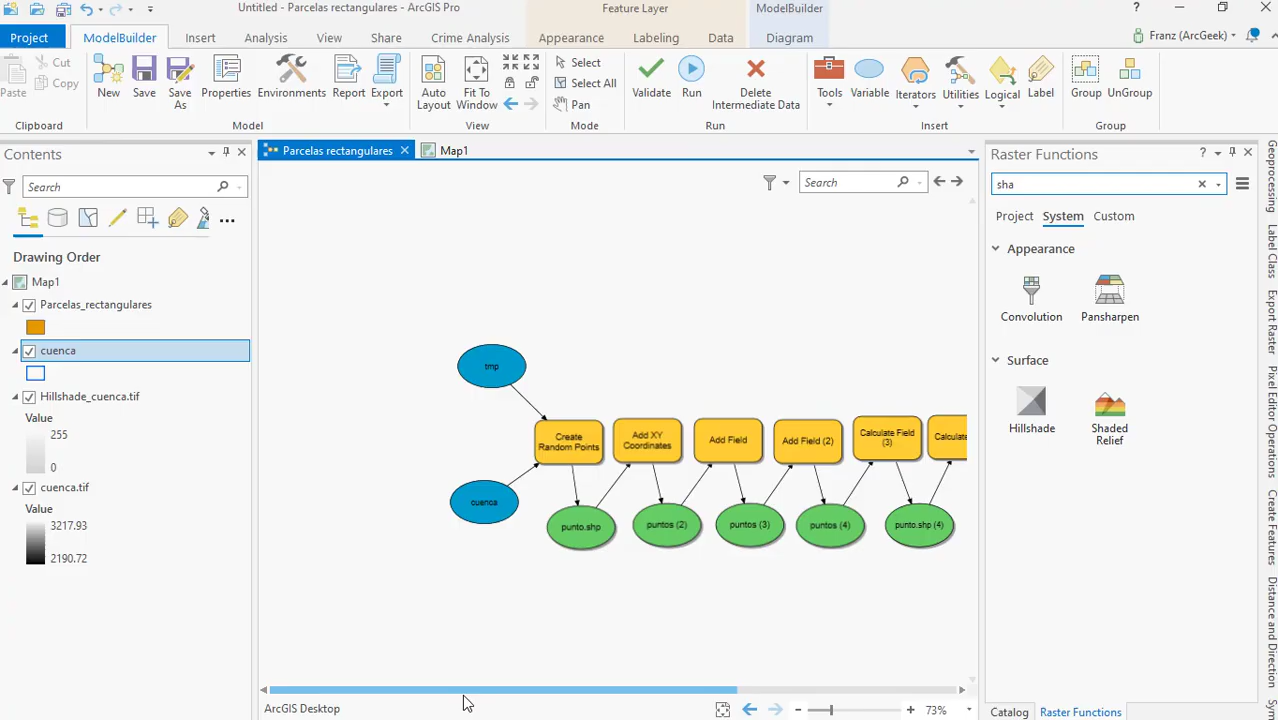 Untitled - Parcelas rectangulares - ArcGIS Pro
Feature Layer
ModelBuilder
?
Project
ModelBuilder
Insert
Analysis
View
Share
Crime Analysis
Appearance
Labeling
Data
Diagram
Franz (ArcGeek)
Paste
Cut
Copy
Clipboard
New
Save
Save As
Properties
Environments
Report
Export
Model
Auto Layout
Fit To Window
View
Select
Select All
Pan
Mode
Validate
Run
Delete Intermediate Data
Run
Tools
Variable
Iterators
Utilities
Logical
Label
Insert
Group
UnGroup
Group
Contents
Search
Drawing Order
Map1
Parcelas_rectangulares
cuenca
Hillshade_cuenca.tif
Value
255
0
cuenca.tif
Value
3217.93
2190.72
Parcelas rectangulares
Map1
Search
tmp
cuenca
Create Random Points
Add XY Coordinates
Add Field
Add Field (2)
Calculate Field (3)
Calculate
punto.shp
puntos (2)
puntos (3)
puntos (4)
punto.shp (4)
ArcGIS Desktop
73%
Raster Functions
?
sha
Project
System
Custom
Appearance
Convolution
Pansharpen
Surface
Hillshade
Shaded Relief
Catalog
Raster Functions
Geoprocessing
Label Class
Export Raster
Pixel Editor
Create Features
Distance and Direction